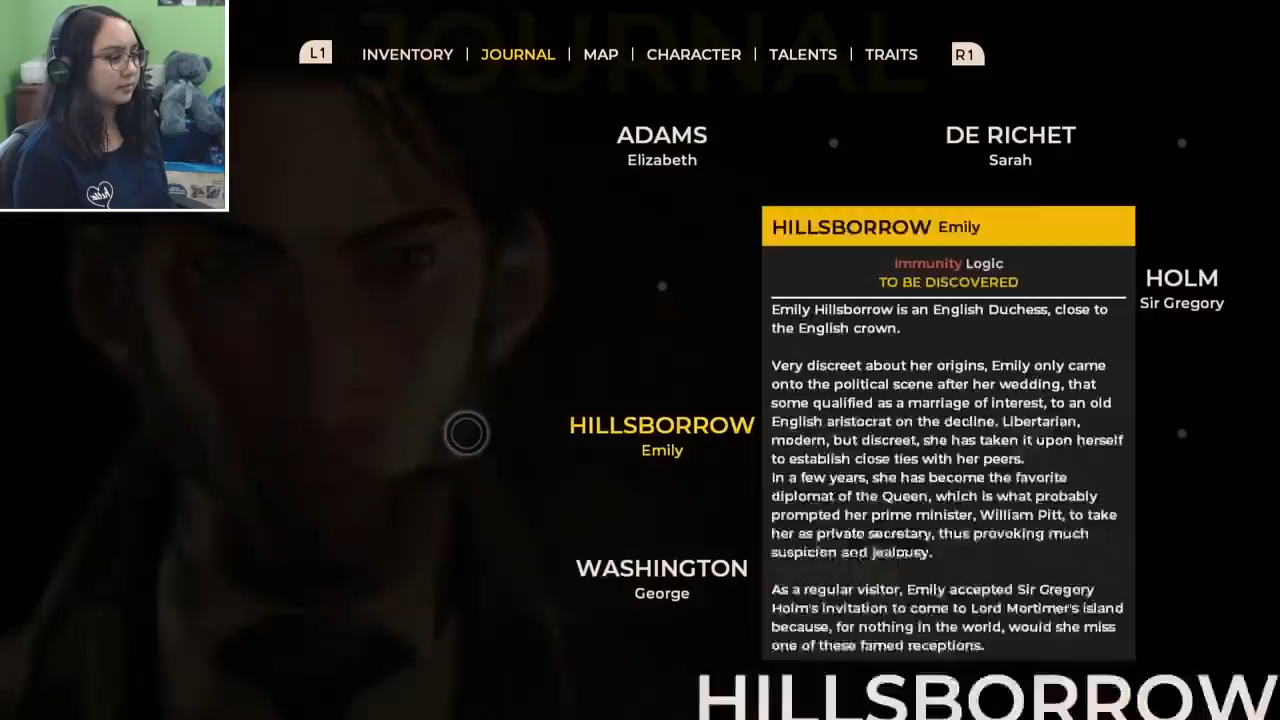 JOURNAL
L1 INVENTORY | JOURNAL | MAP | CHARACTER | TALENTS | TRAITS R1
ADAMS
Elizabeth
DE RICHET
Sarah
HILLSBORROW Emily
Immunity Logic
TO BE DISCOVERED
Emily Hillsborrow is an English Duchess, close to
the English crown.
Very discreet about her origins, Emily only came
onto the political scene after her wedding, that
some qualified as a marriage of interest, to an old
English aristocrat on the decline. Libertarian,
modern, but discreet, she has taken it upon herself
to establish close ties with her peers.
In a few years, she has become the favorite
diplomat of the Queen, which is what probably
prompted her prime minister, William Pitt, to take
her as private secretary, thus provoking much
suspicion and jealousy.
As a regular visitor, Emily accepted Sir Gregory
Holm's invitation to come to Lord Mortimer's island
because, for nothing in the world, would she miss
one of these famed receptions.
HOLM
Sir Gregory
HILLSBORROW
Emily
WASHINGTON
George
HILLSBORROW
hello